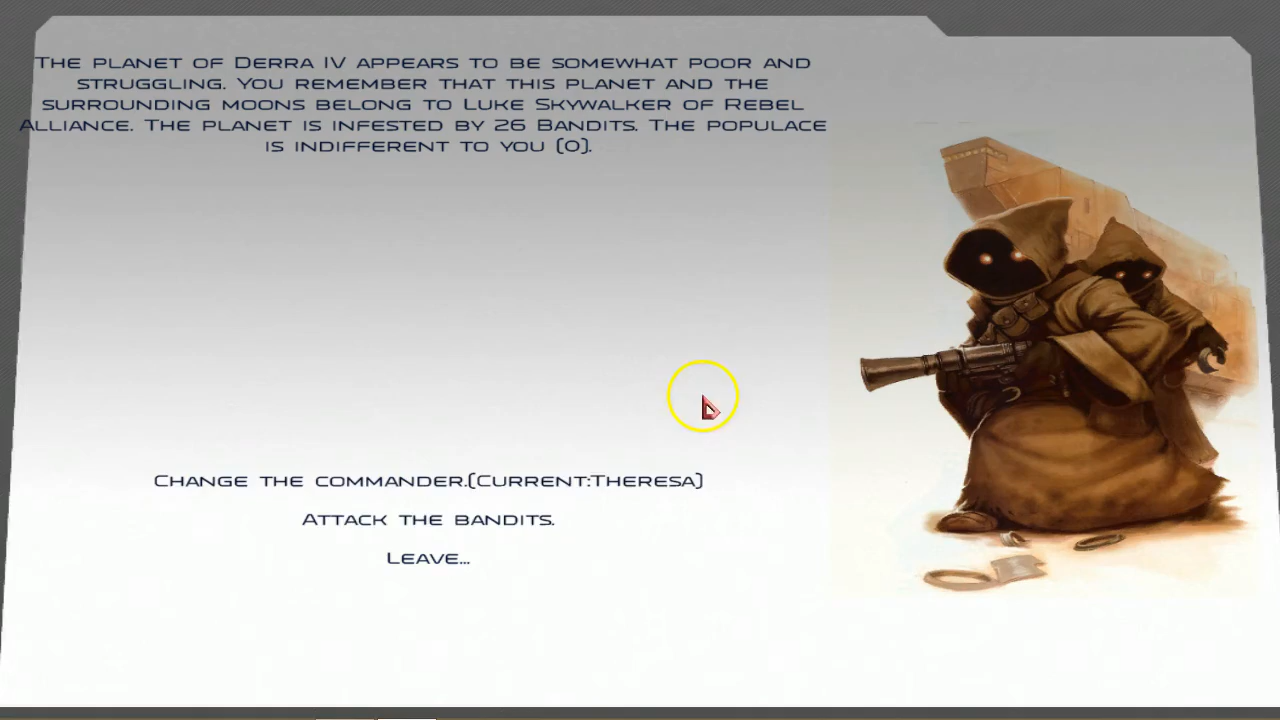 The planet of Derra IV appears to be somewhat poor and
struggling. You remember that this planet and the
surrounding moons belong to Luke Skywalker of Rebel
Alliance. The planet is infested by 26 Bandits. The populace
is indifferent to you (0).
Change the commander.(Current:Theresa)
Attack the bandits.
Leave...